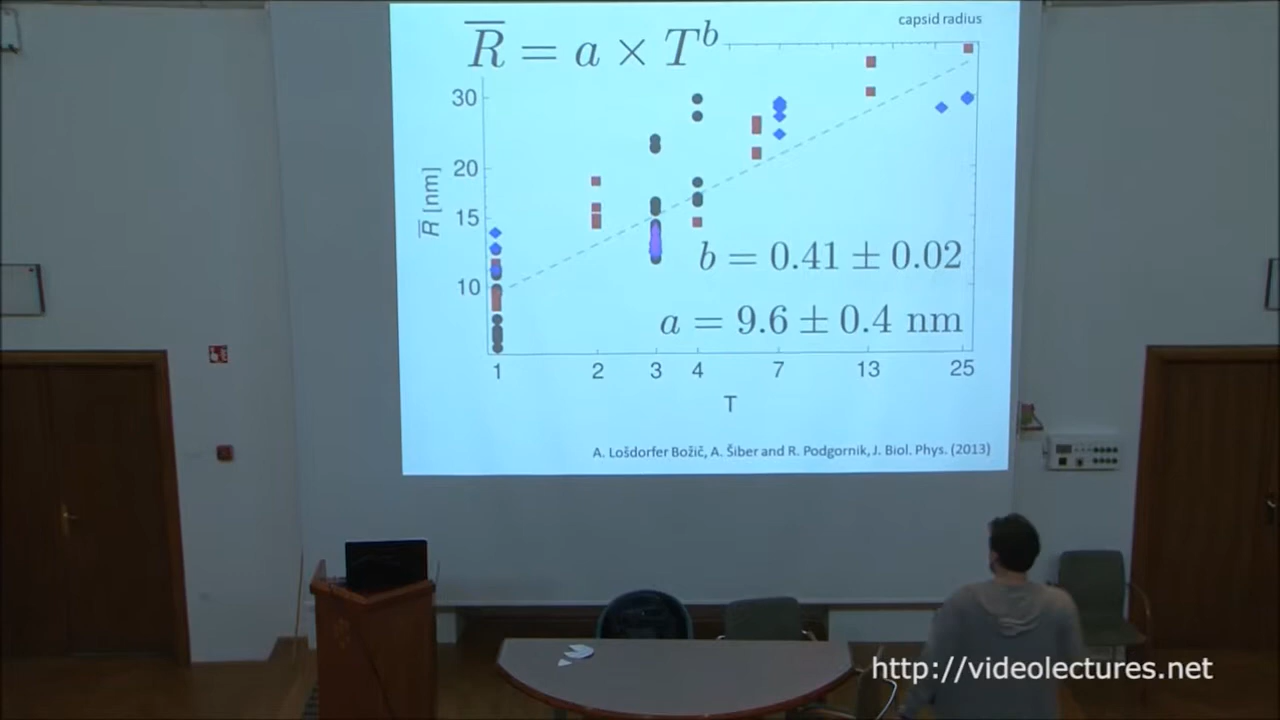 capsid radius
R̅ = a × T^b
30
20
15
10
R̅ [nm]
b = 0.41 ± 0.02
a = 9.6 ± 0.4 nm
1 2 3 4 7 13 25
T
A. Lošdorfer Božič, A. Šiber and R. Podgornik, J. Biol. Phys. (2013)
http://videolectures.net